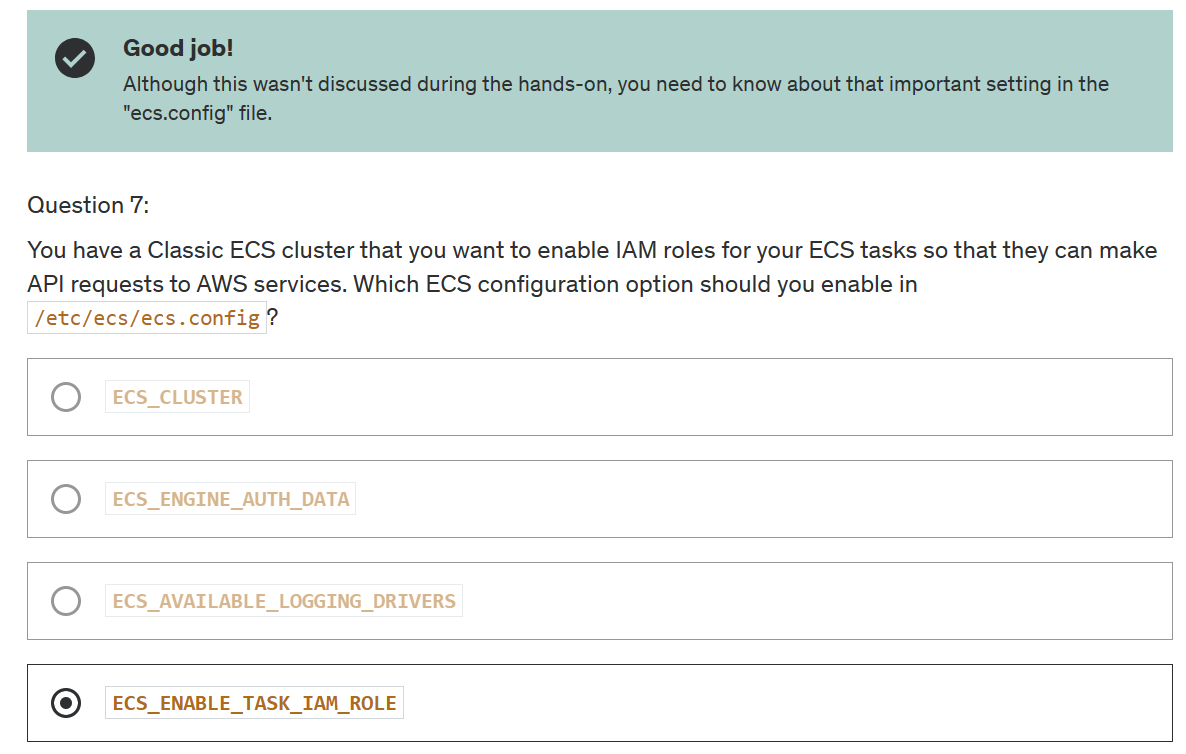 Good job!
Although this wasn't discussed during the hands-on, you need to know about that important setting in the
"ecs.config" file.
Question 7:
You have a Classic ECS cluster that you want to enable IAM roles for your ECS tasks so that they can make
API requests to AWS services. Which ECS configuration option should you enable in
/etc/ecs/ecs.config?
ECS_CLUSTER
ECS_ENGINE_AUTH_DATA
ECS_AVAILABLE_LOGGING_DRIVERS
ECS_ENABLE_TASK_IAM_ROLE